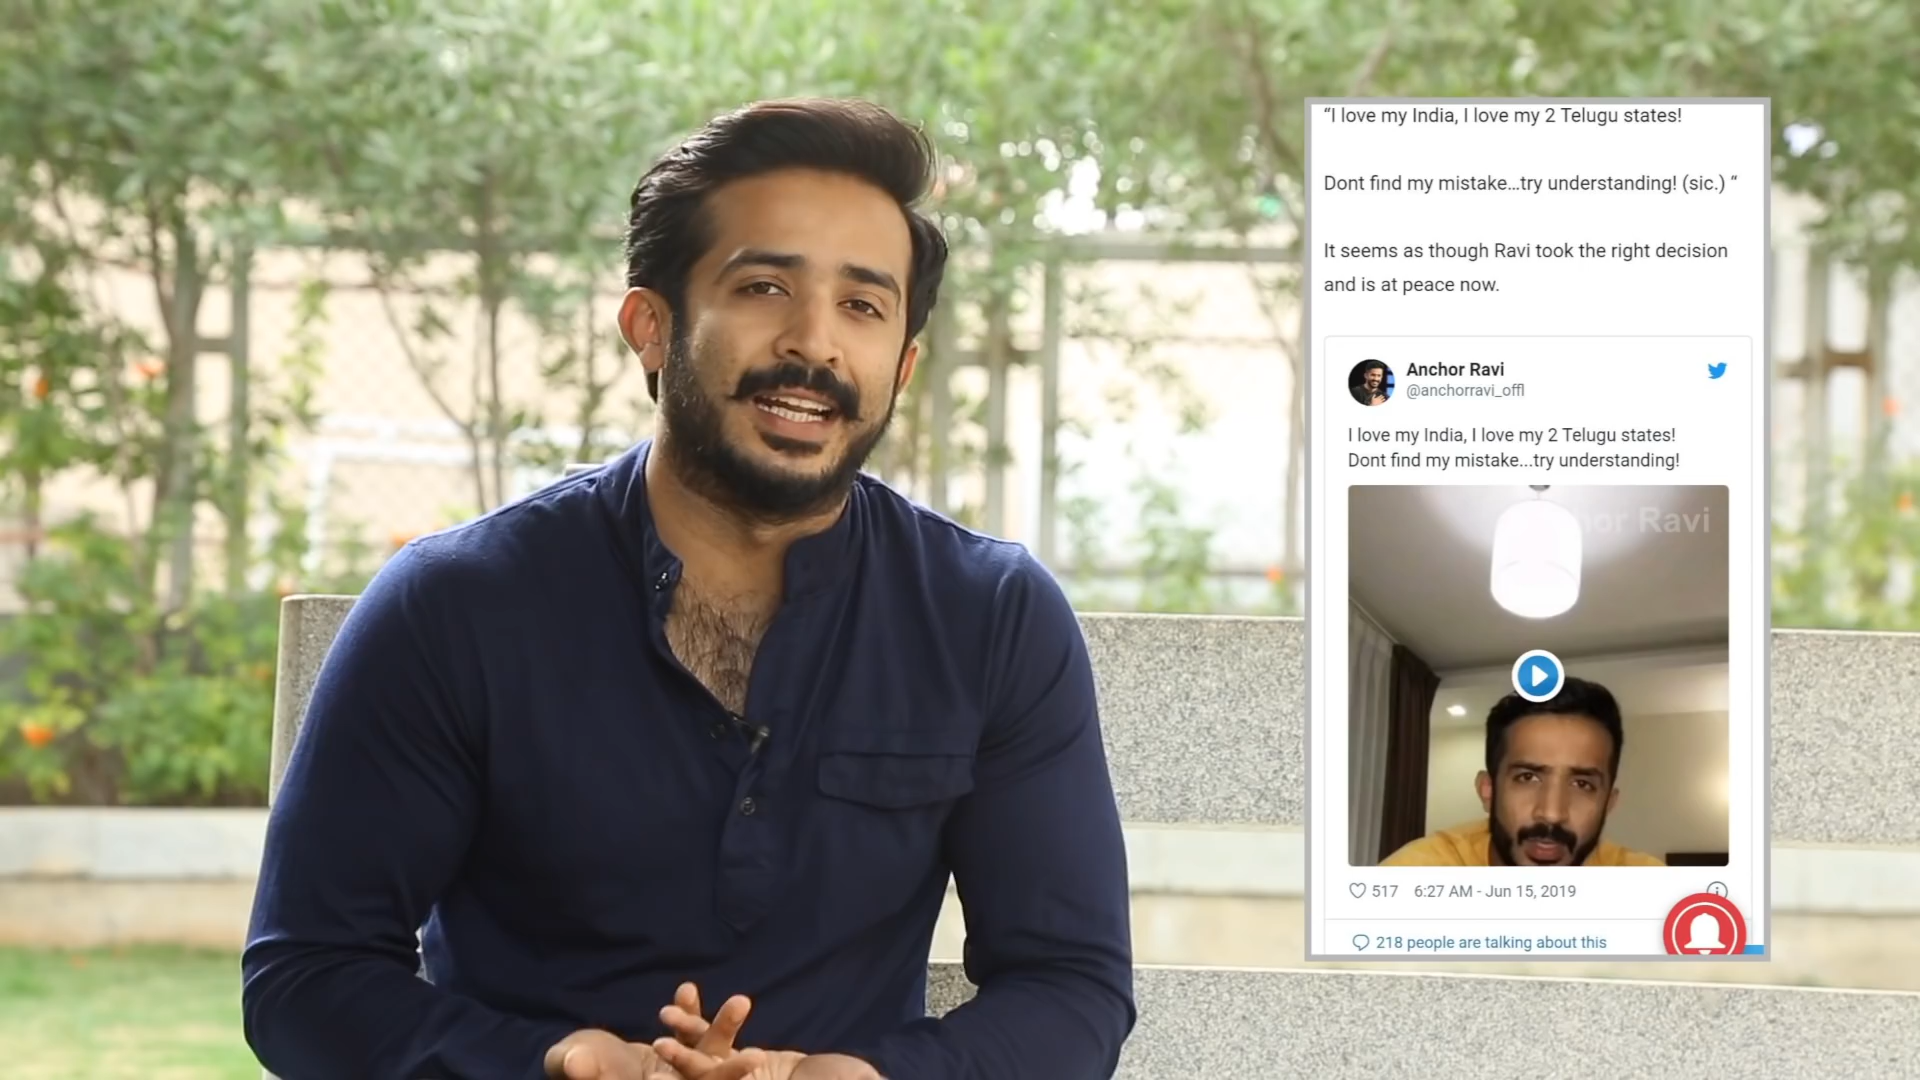 “I love my India, I love my 2 Telugu states!
Dont find my mistake...try understanding! (sic.) “
It seems as though Ravi took the right decision
and is at peace now.
Anchor Ravi
@anchorravi_offl
I love my India, I love my 2 Telugu states!
Dont find my mistake...try understanding!
hor Ravi
517 6:27 AM - Jun 15, 2019
218 people are talking about this